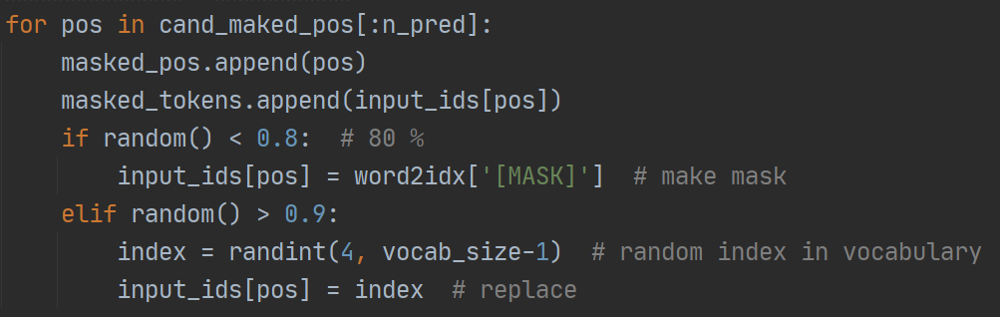 for pos in cand_maked_pos[:n_pred]:
    masked_pos.append(pos)
    masked_tokens.append(input_ids[pos])
    if random() < 0.8:  # 80 %
        input_ids[pos] = word2idx['[MASK]']  # make mask
    elif random() > 0.9:
        index = randint(4, vocab_size-1)  # random index in vocabulary
        input_ids[pos] = index  # replace